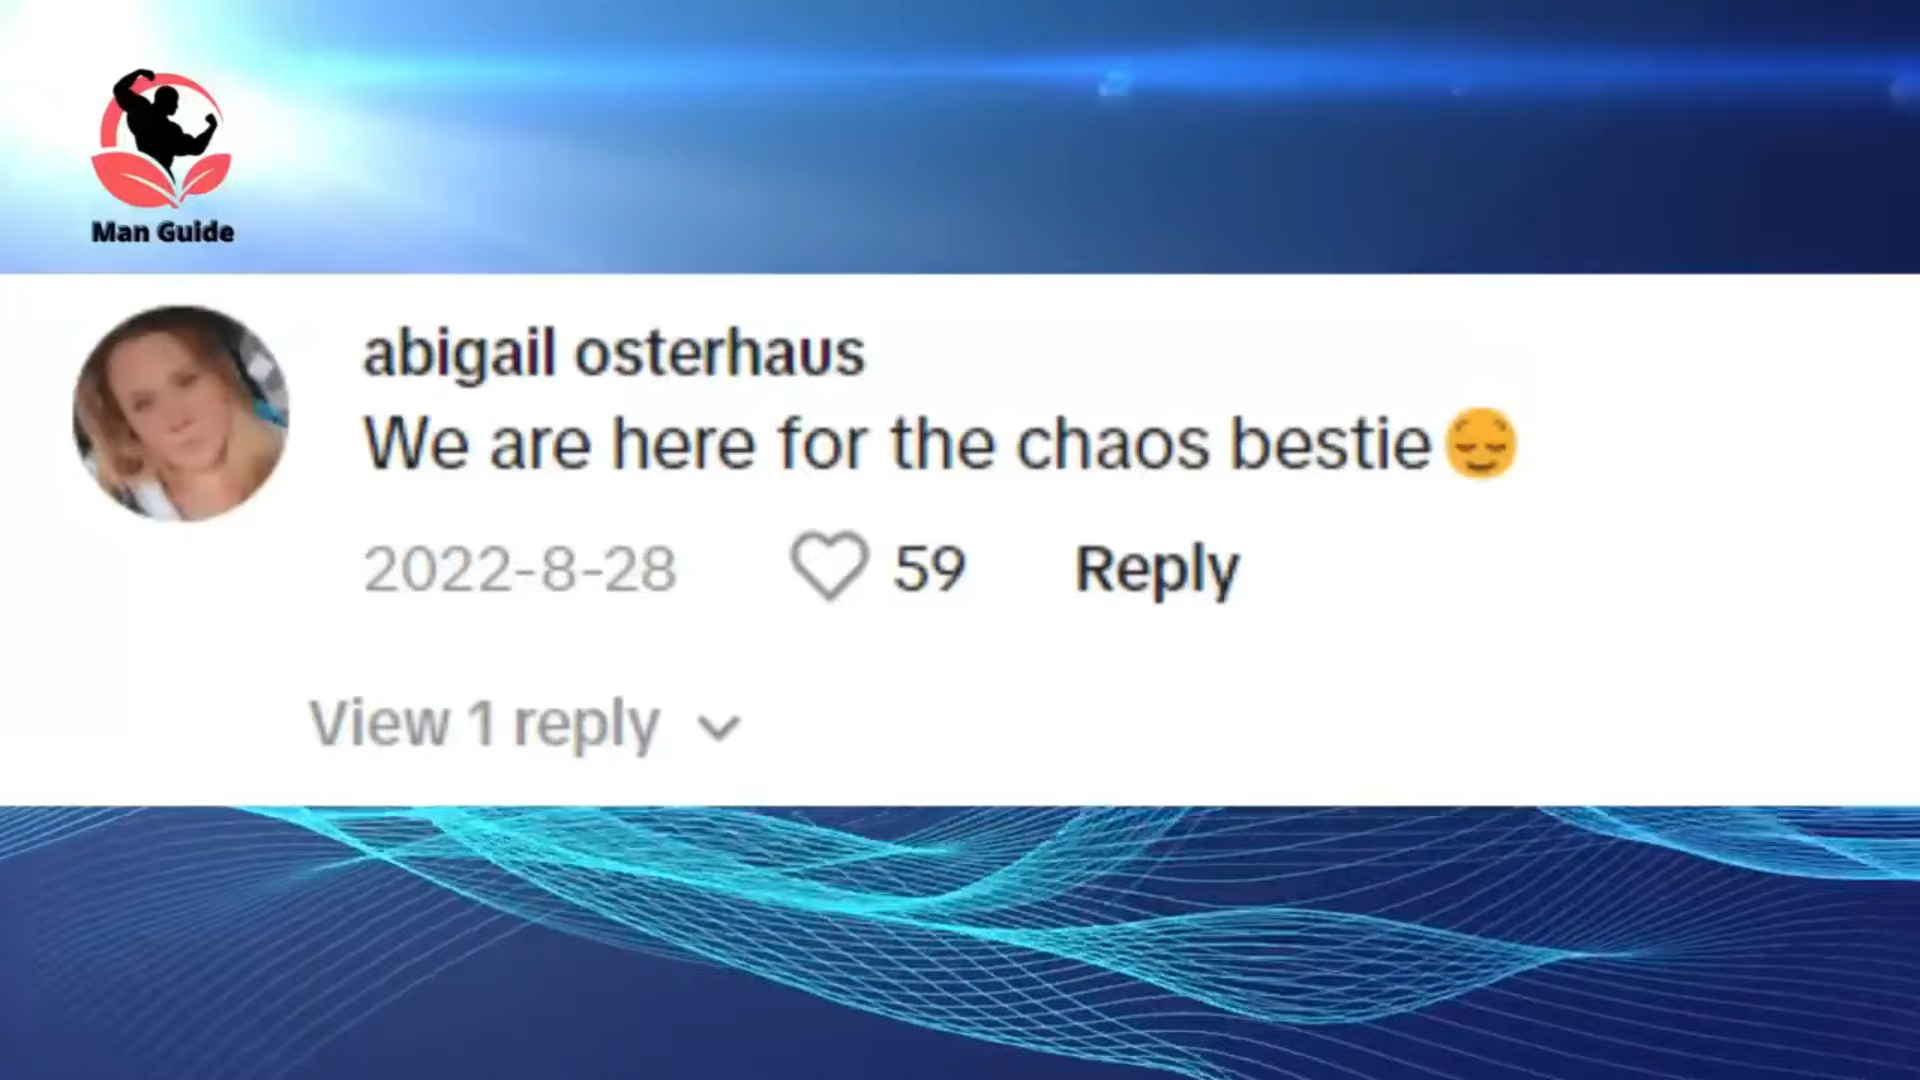 Man Guide
abigail osterhaus
We are here for the chaos bestie😔
2022-8-28 59 Reply
View 1 reply